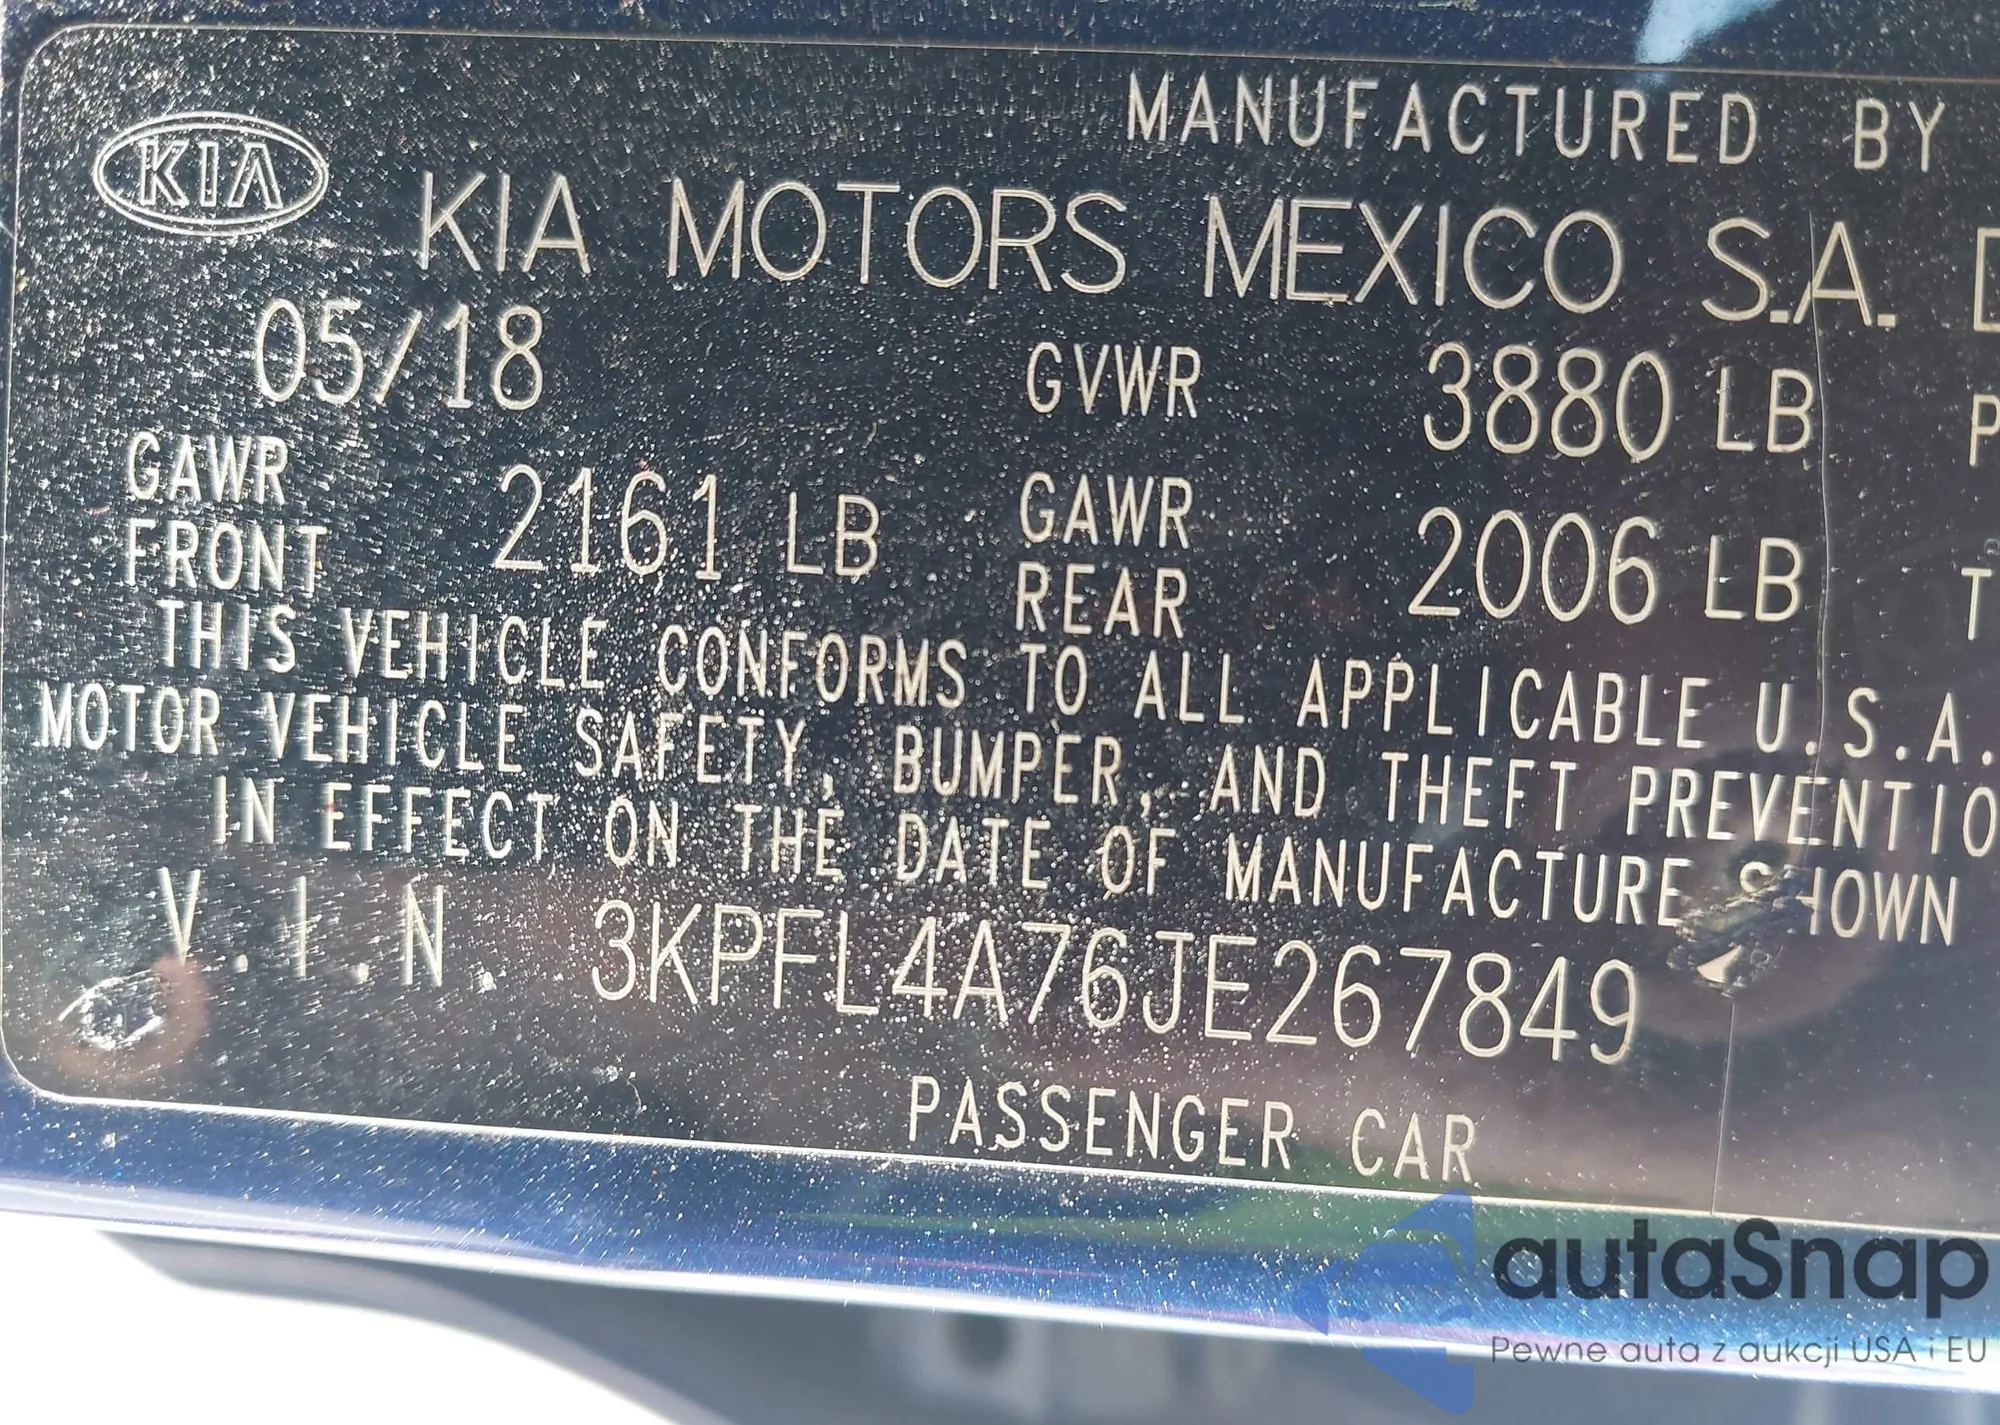 MANUFACTURED BY
KIA KIA MOTORS MEXICO S.A.
05/18 GVWR 3880 LB P
GAWR FRONT 2161 LB GAWR REAR 2006 LB T
THIS VEHICLE CONFORMS TO ALL APPLICABLE U.S.A.
MOTOR VEHICLE SAFETY, BUMPER, AND THEFT PREVENTIO
IN EFFECT ON THE DATE OF MANUFACTURE SHOWN
V.I.N. 3KPFL4A76JE267849
PASSENGER CAR
autaSnap
Pewne auta z aukcji USA i EU